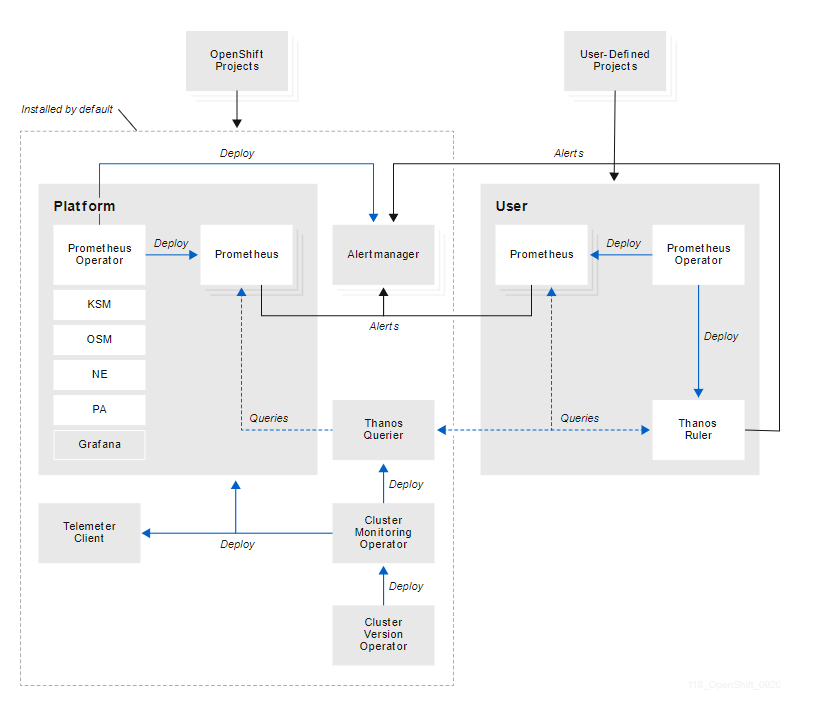 OpenShift
Projects
User-Defined
Projects
Installed by default
Deploy
Alerts
Platform
User
Prometheus
Operator
Deploy
Prometheus
Alertmanager
Prometheus
Deploy
Prometheus
Operator
KSM
Alerts
OSM
Deploy
NE
PA
Grafana
Queries
Thanos
Querier
Queries
Thanos
Ruler
Deploy
Telemeter
Client
Deploy
Cluster
Monitoring
Operator
Deploy
Cluster
Version
Operator
118_OpenShift_0920